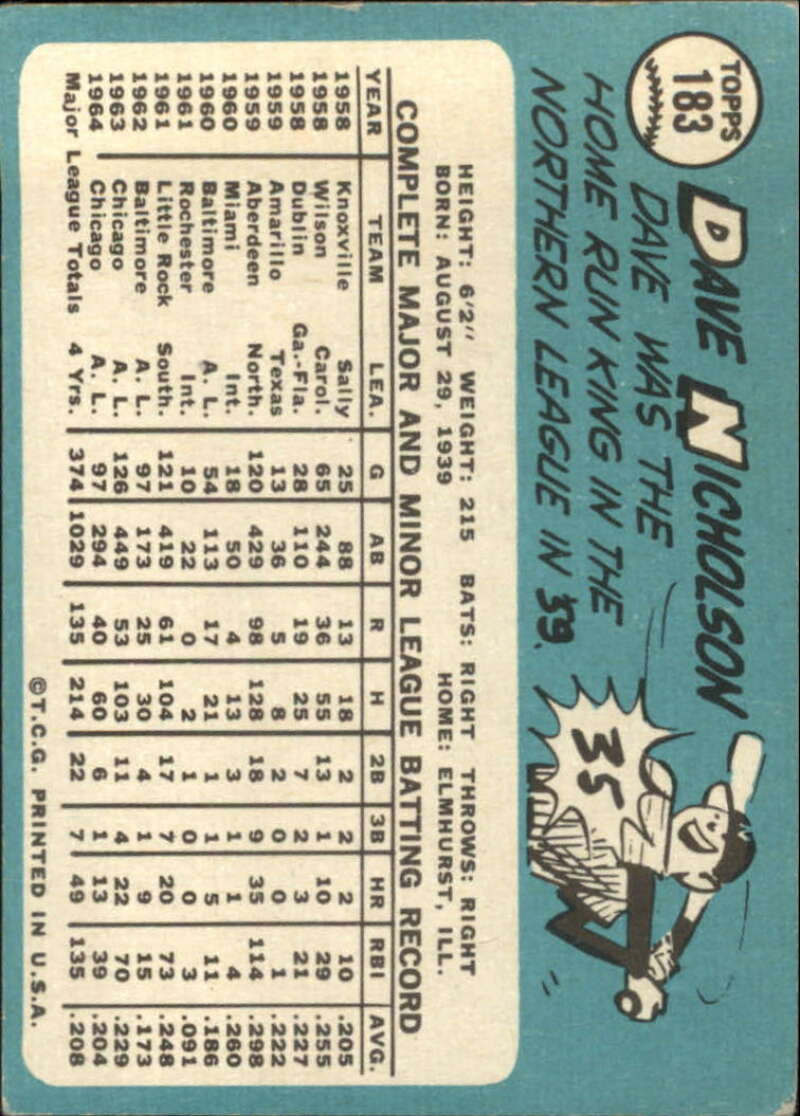 TOPPS
183
DAVE NICHOLSON
DAVE WAS THE
HOME RUN KING IN THE
NORTHERN LEAGUE IN '59.
35
HEIGHT: 6'2" WEIGHT: 215 BATS: RIGHT THROWS: RIGHT
BORN: AUGUST 29, 1939 HOME: ELMHURST, ILL.
COMPLETE MAJOR AND MINOR LEAGUE BATTING RECORD
YEAR TEAM LEA. G AB R H 2B 3B HR RBI AVG.
1958 Knoxville Sally 25 88 13 18 2 2 2 10 .205
1958 Wilson Carol. 65 244 36 55 13 1 10 29 .255
1958 Dublin Ga.-Fla. 28 110 19 25 7 2 3 21 .227
1959 Amarillo Texas 13 36 5 8 2 0 0 1 .222
1959 Aberdeen North. 120 429 98 128 18 9 35 114 .298
1960 Miami Int. 18 50 4 13 3 1 1 4 .260
1960 Baltimore A. L. 54 113 17 21 1 1 5 11 .186
1961 Rochester Int. 10 22 0 2 1 0 0 3 .091
1961 Little Rock South. 121 419 61 104 17 7 20 73 .248
1962 Baltimore A. L. 97 173 25 30 4 1 9 15 .173
1963 Chicago A. L. 126 449 53 103 11 4 22 70 .229
1964 Chicago A. L. 97 294 40 60 6 1 13 39 .204
Major League Totals 4 Yrs. 374 1029 135 214 22 7 49 135 .208
©T.C.G. PRINTED IN U.S.A.